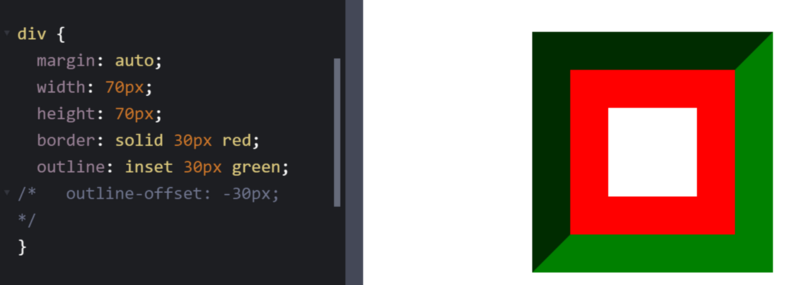 div {
margin: auto;
width: 70px;
height: 70px;
border: solid 30px red;
outline: inset 30px green;
/*   outline-offset: -30px;
*/
}